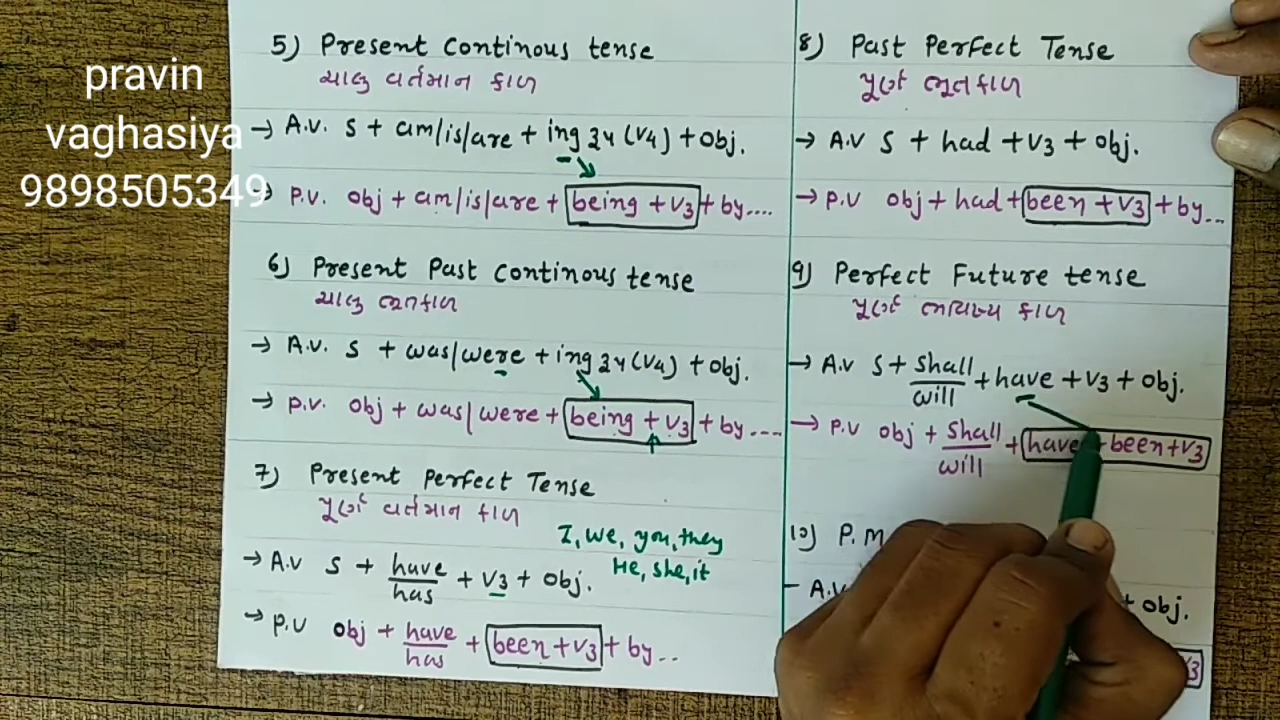 pravin
vaghasiya
9898505349
5) Present Continous tense
ચાલુ વર્તમાન કાળ
→ A.V. S + am/is/are + ing રૂપ (V4) + obj.
→ P.V. obj + am/is/are + being + V3 + by....
6) Present Past Continous tense
ચાલુ ભૂતકાળ
→ A.V. S + was/were + ing રૂપ (V4) + obj.
→ P.V. obj + was/were + being + V3 + by....
7) Present Perfect Tense
પૂર્ણ વર્તમાન કાળ
I, we, you, they
He, she, it
→ A.V S + have/has + V3 + obj.
→ P.V obj + have/has + been + V3 + by..
8) Past Perfect Tense
પૂર્ણ ભૂતકાળ
→ A.V S + had + V3 + obj.
→ P.V obj + had + been + V3 + by...
9) Perfect Future tense
પૂર્ણ ભવિષ્ય કાળ
→ A.V S + Shall/will + have + V3 + obj.
→ P.V obj + Shall/will + have been + V3
10) P.M
- A.V
+ obj.
V3